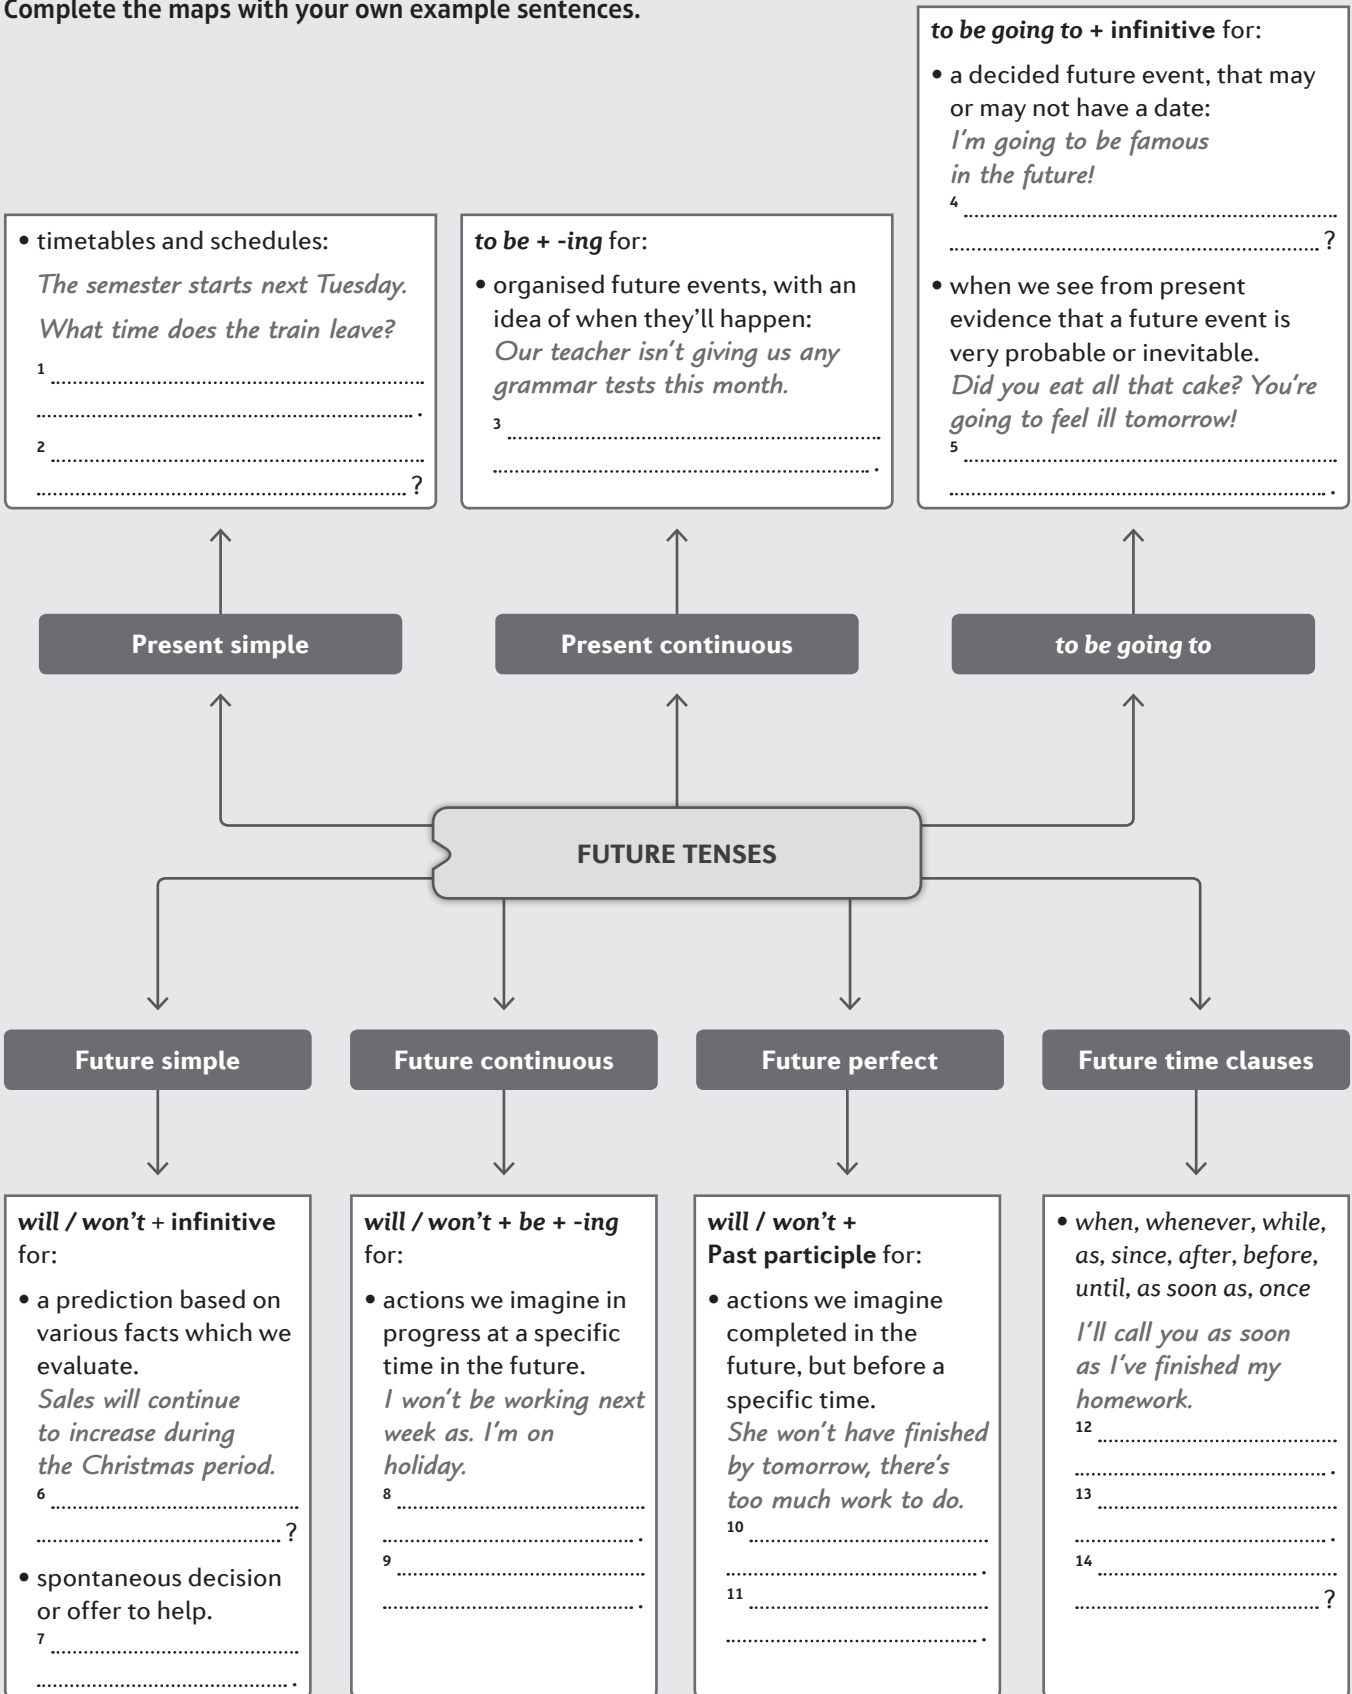 Complete the maps with your own example sentences.
to be going to + infinitive for:
• a decided future event, that may
or may not have a date:
I'm going to be famous
in the future!
4 ....................
.................... ?
• when we see from present
evidence that a future event is
very probable or inevitable.
Did you eat all that cake? You're
going to feel ill tomorrow!
5 ....................
.................... .
• timetables and schedules:
The semester starts next Tuesday.
What time does the train leave?
1 ....................
.................... .
2 ....................
.................... ?
to be + -ing for:
• organised future events, with an
idea of when they'll happen:
Our teacher isn't giving us any
grammar tests this month.
3 ....................
.................... .
Present simple
Present continuous
to be going to
FUTURE TENSES
Future simple
Future continuous
Future perfect
Future time clauses
will / won't + infinitive
for:
• a prediction based on
various facts which we
evaluate.
Sales will continue
to increase during
the Christmas period.
6 ....................
.................... ?
• spontaneous decision
or offer to help.
7 ....................
.................... .
will / won't + be + -ing
for:
• actions we imagine in
progress at a specific
time in the future.
I won't be working next
week as. I'm on
holiday.
8 ....................
.................... .
9 ....................
.................... .
will / won't +
Past participle for:
• actions we imagine
completed in the
future, but before a
specific time.
She won't have finished
by tomorrow, there's
too much work to do.
10 ....................
.................... .
11 ....................
.................... .
• when, whenever, while,
as, since, after, before,
until, as soon as, once
I'll call you as soon
as I've finished my
homework.
12 ....................
.................... .
13 ....................
.................... .
14 ....................
.................... ?